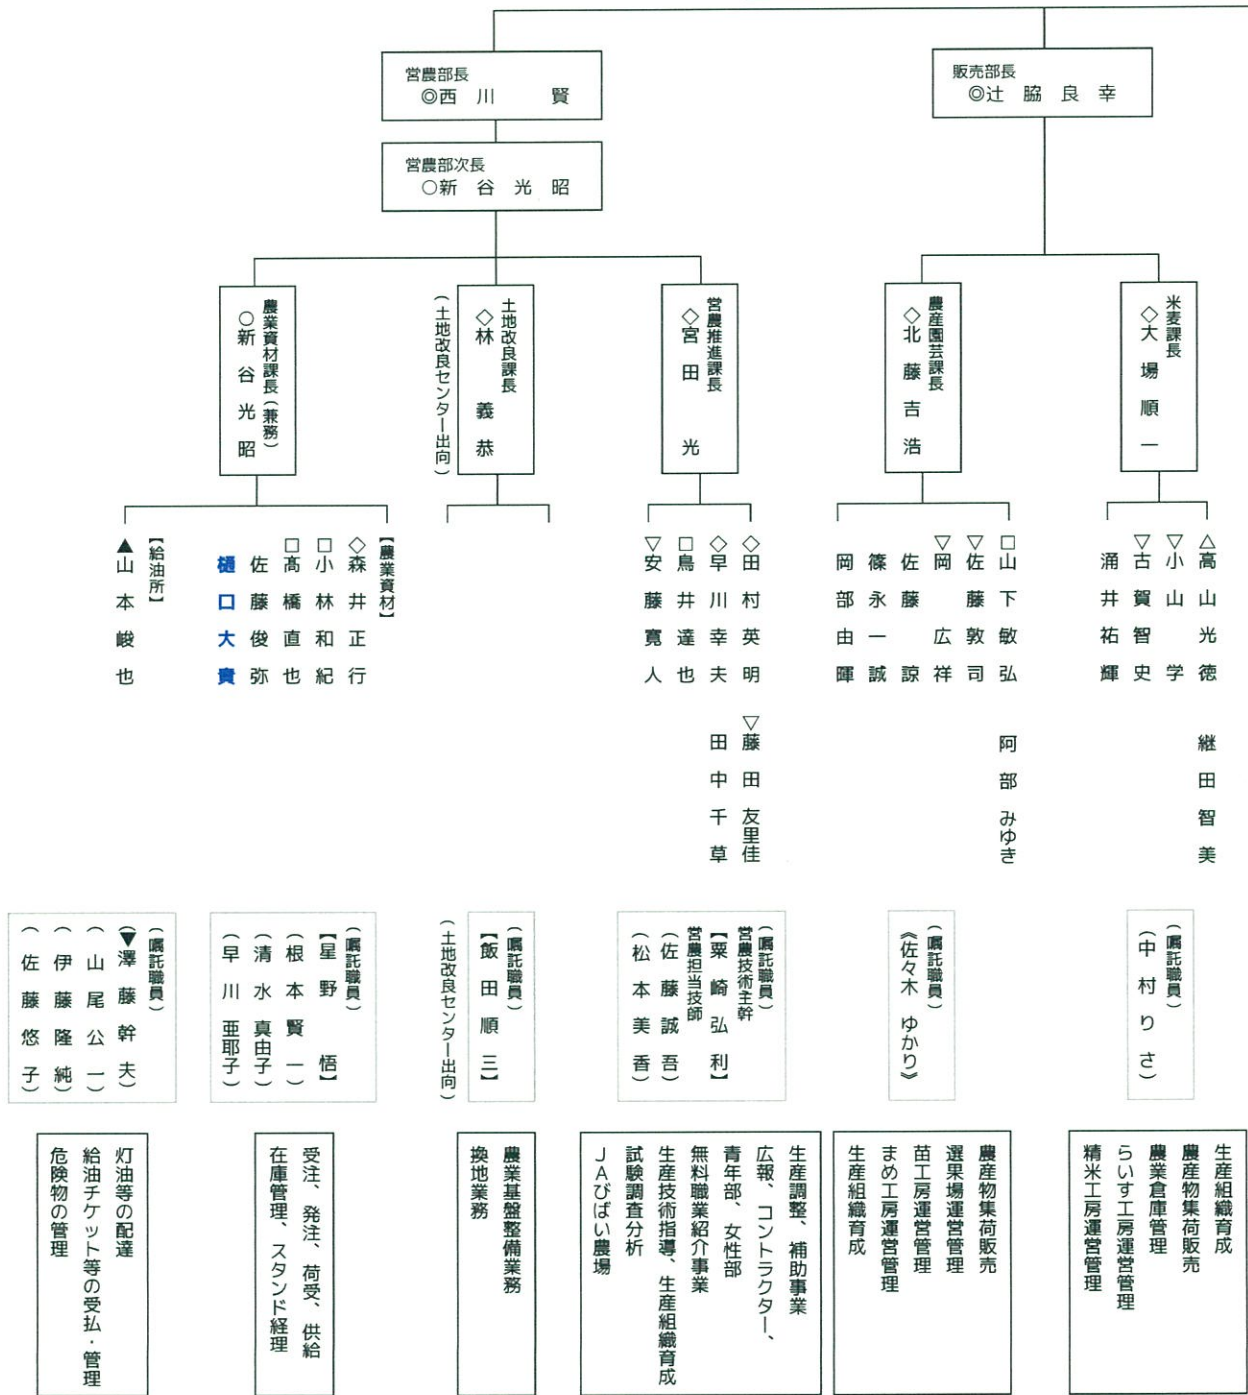 営農部長
◎西川 賢
営農部次長
○新谷光昭
販売部長
◎辻脇良幸
米麦課長
◇大場順一
△高山光徳 継田智美
▽小山 学
▽古賀智史
涌井祐輝
(嘱託職員)
(中村りさ)
生産組織育成
農産物集荷販売
農業倉庫管理
らいす工房運営管理
精米工房運営管理
農産園芸課長
◇北藤吉浩
□山下敏弘 阿部みゆき
▽佐藤敦司
▽岡 広祥
佐藤 諒
篠永一誠
岡部由暉
(嘱託職員)
《佐々木 ゆかり》
農産物集荷販売
選果場運営管理
苗工房運営管理
まめ工房運営管理
生産組織育成
営農推進課長
◇宮田 光
◇田村英明 ▽藤田友里佳
◇早川幸夫 田中千草
□鳥井達也
▽安藤寛人
(嘱託職員)
営農技術主幹
【粟崎弘利】
営農担当技師
(佐藤誠吾)
(松本美香)
生産調整、補助事業
広報、コントラクター、
青年部、女性部
無料職業紹介事業
生産技術指導、生産組織育成
試験調査分析
JAびばい農場
土地改良課長
◇林 義恭
(土地改良センター出向)
(嘱託職員)
【飯田順三】
(土地改良センター出向)
農業基盤整備業務
換地業務
農業資材課長(兼務)
○新谷光昭
【農業資材】
◇森井正行
□小林和紀
□髙橋直也
佐藤俊弥
樋口大貴
(嘱託職員)
【星野 悟】
(根本賢一)
(清水真由子)
(早川亜耶子)
受注、発注、荷受、供給
在庫管理、スタンド経理
【給油所】
▲山本峻也
(嘱託職員)
(▼澤藤幹夫)
(山尾公一)
(伊藤隆純)
(佐藤悠子)
灯油等の配達
給油チケット等の受払・管理
危険物の管理